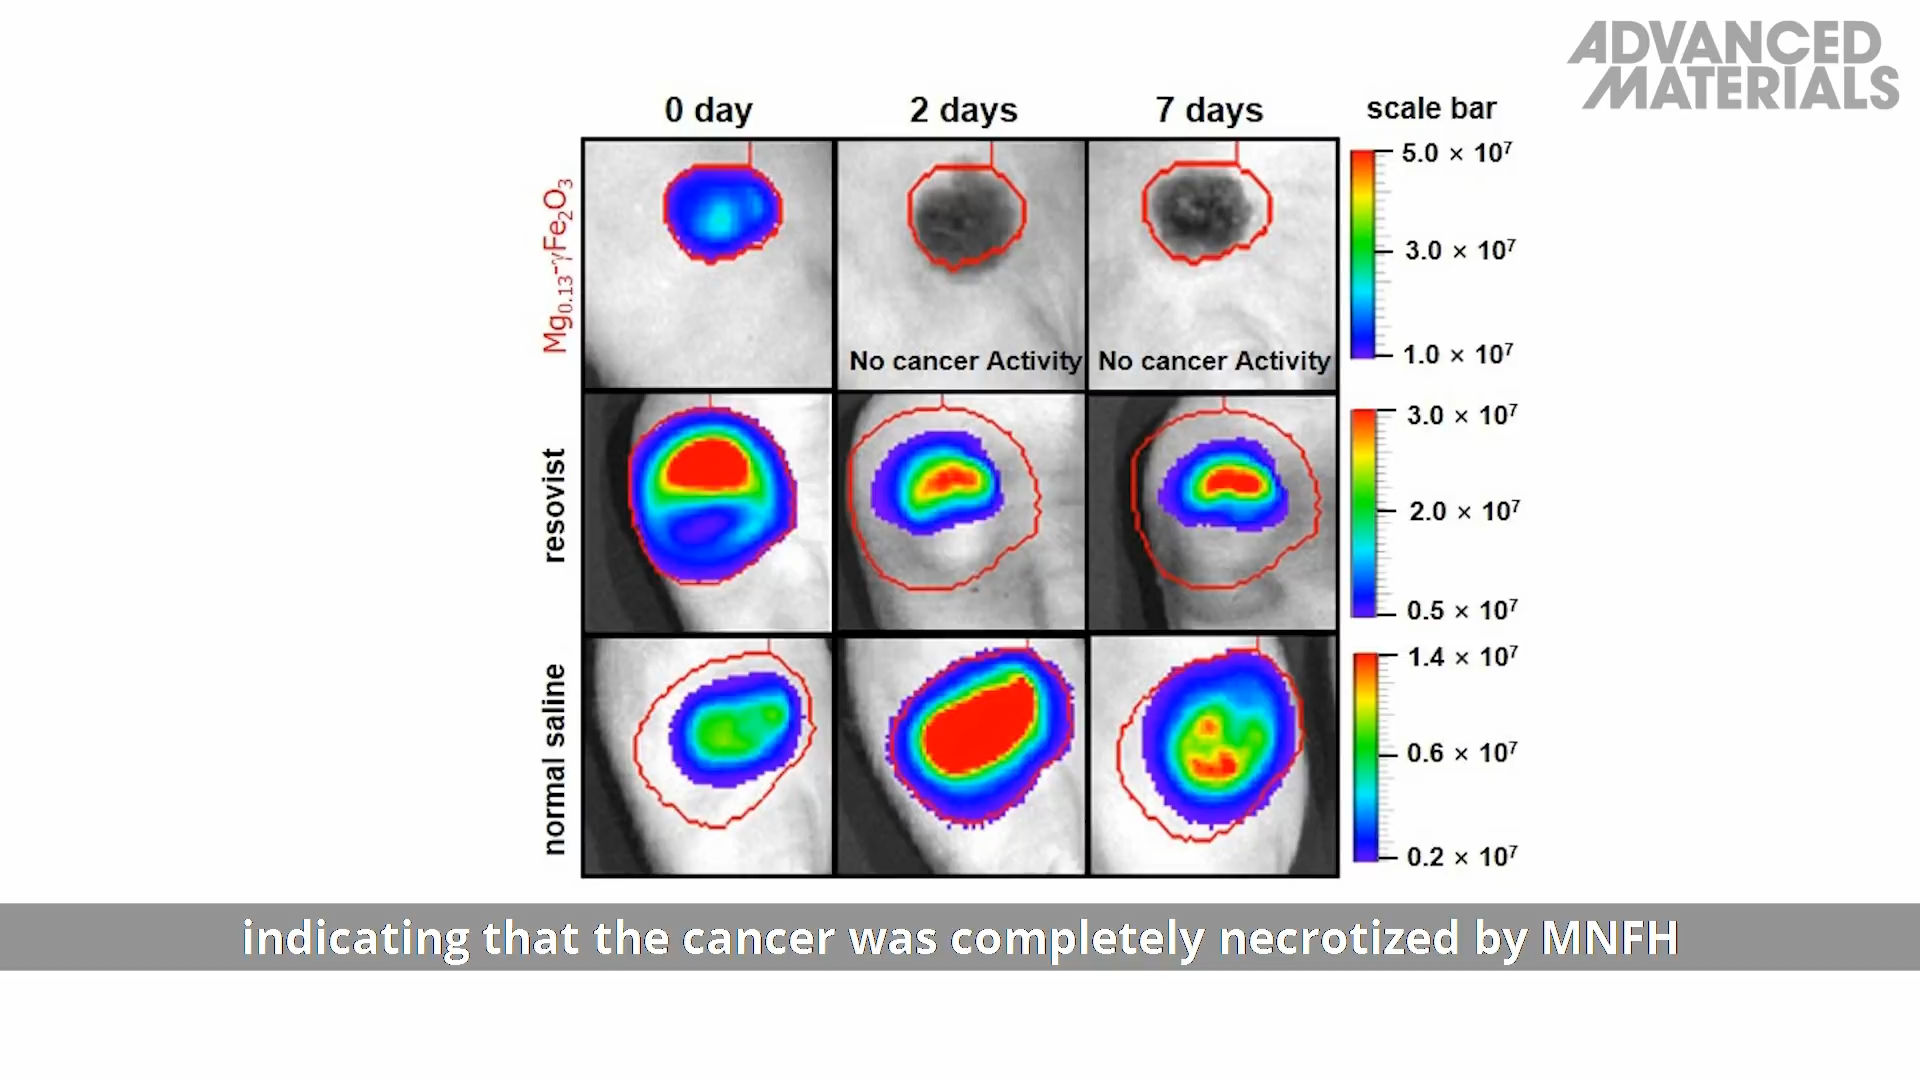 ADVANCED
MATERIALS
0 day 2 days 7 days scale bar
Mg₀.₁₃-γFe₂O₃
5.0 × 10⁷
3.0 × 10⁷
1.0 × 10⁷
No cancer Activity No cancer Activity
resovist
3.0 × 10⁷
2.0 × 10⁷
0.5 × 10⁷
normal saline
1.4 × 10⁷
0.6 × 10⁷
0.2 × 10⁷
indicating that the cancer was completely necrotized by MNFH